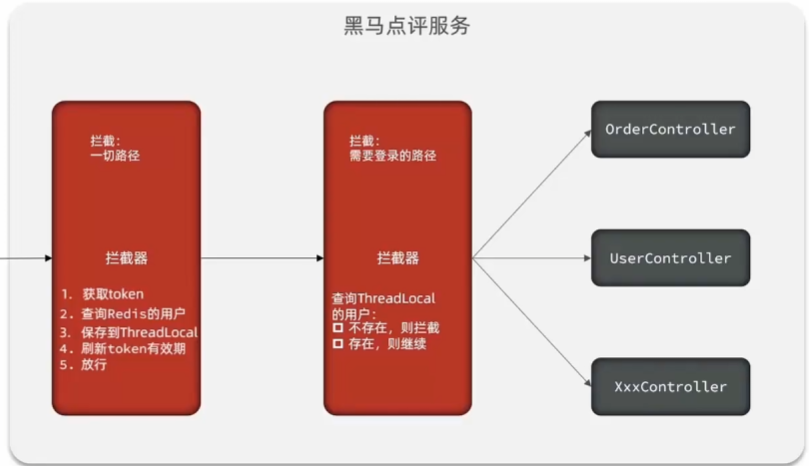 黑马点评服务
拦截:
一切路径
拦截器
1. 获取token
2. 查询Redis的用户
3. 保存到ThreadLocal
4. 刷新token有效期
5. 放行
拦截:
需要登录的路径
拦截器
查询ThreadLocal
的用户:
不存在，则拦截
存在，则继续
OrderController
UserController
XxxController